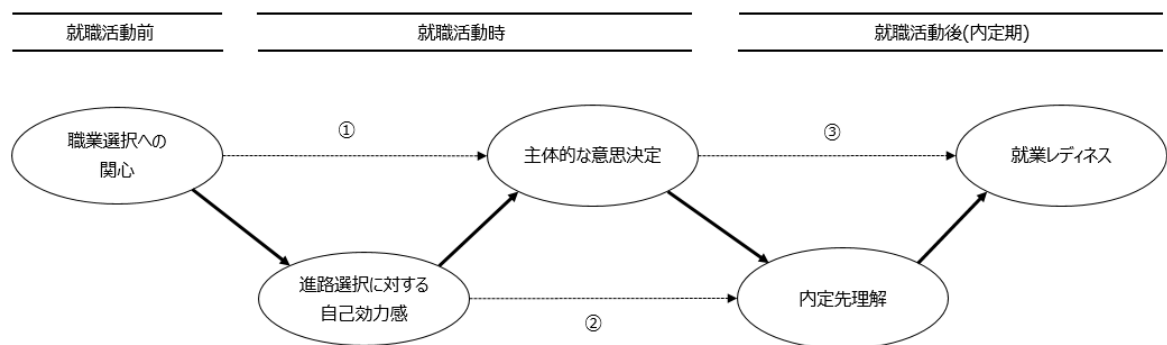 就職活動前
就職活動時
就職活動後(内定期)
職業選択への
関心
①
主体的な意思決定
③
就業レディネス
進路選択に対する
自己効力感
②
内定先理解